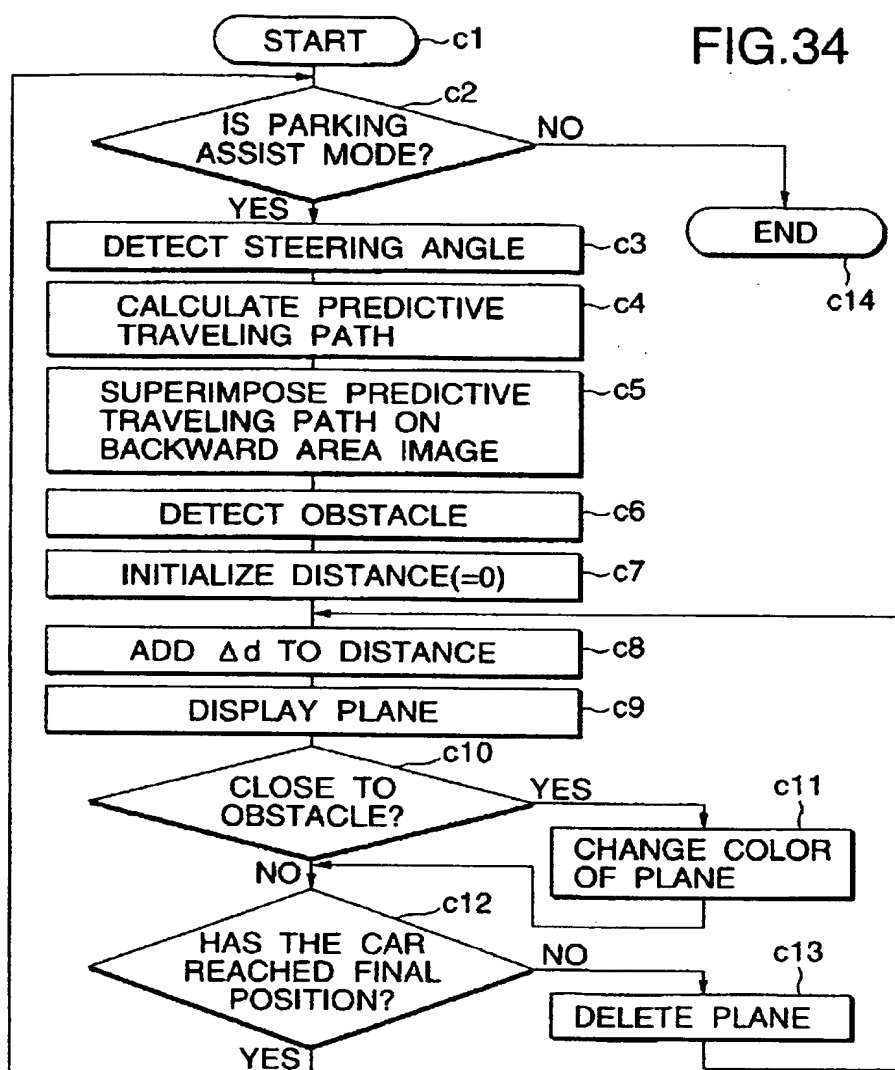 FIG.34
START
c1
c2
IS PARKING
ASSIST MODE?
NO
YES
DETECT STEERING ANGLE
c3
END
c14
CALCULATE PREDICTIVE
TRAVELING PATH
c4
SUPERIMPOSE PREDICTIVE
TRAVELING PATH ON
BACKWARD AREA IMAGE
c5
DETECT OBSTACLE
c6
INITIALIZE DISTANCE(=0)
c7
ADD Δd TO DISTANCE
c8
DISPLAY PLANE
c9
c10
CLOSE TO
OBSTACLE?
YES
c11
CHANGE COLOR
OF PLANE
NO
c12
HAS THE CAR
REACHED FINAL
POSITION?
NO
c13
DELETE PLANE
YES